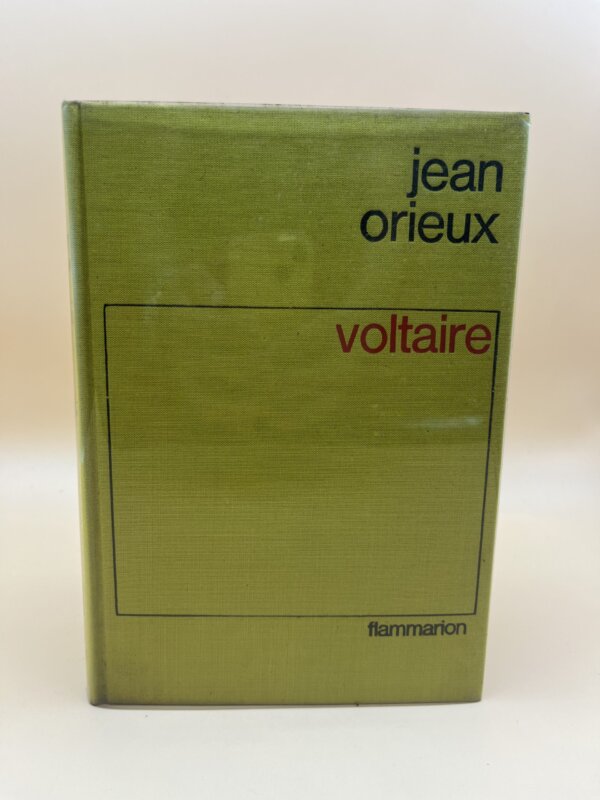 jean
orieux
voltaire
flammarion